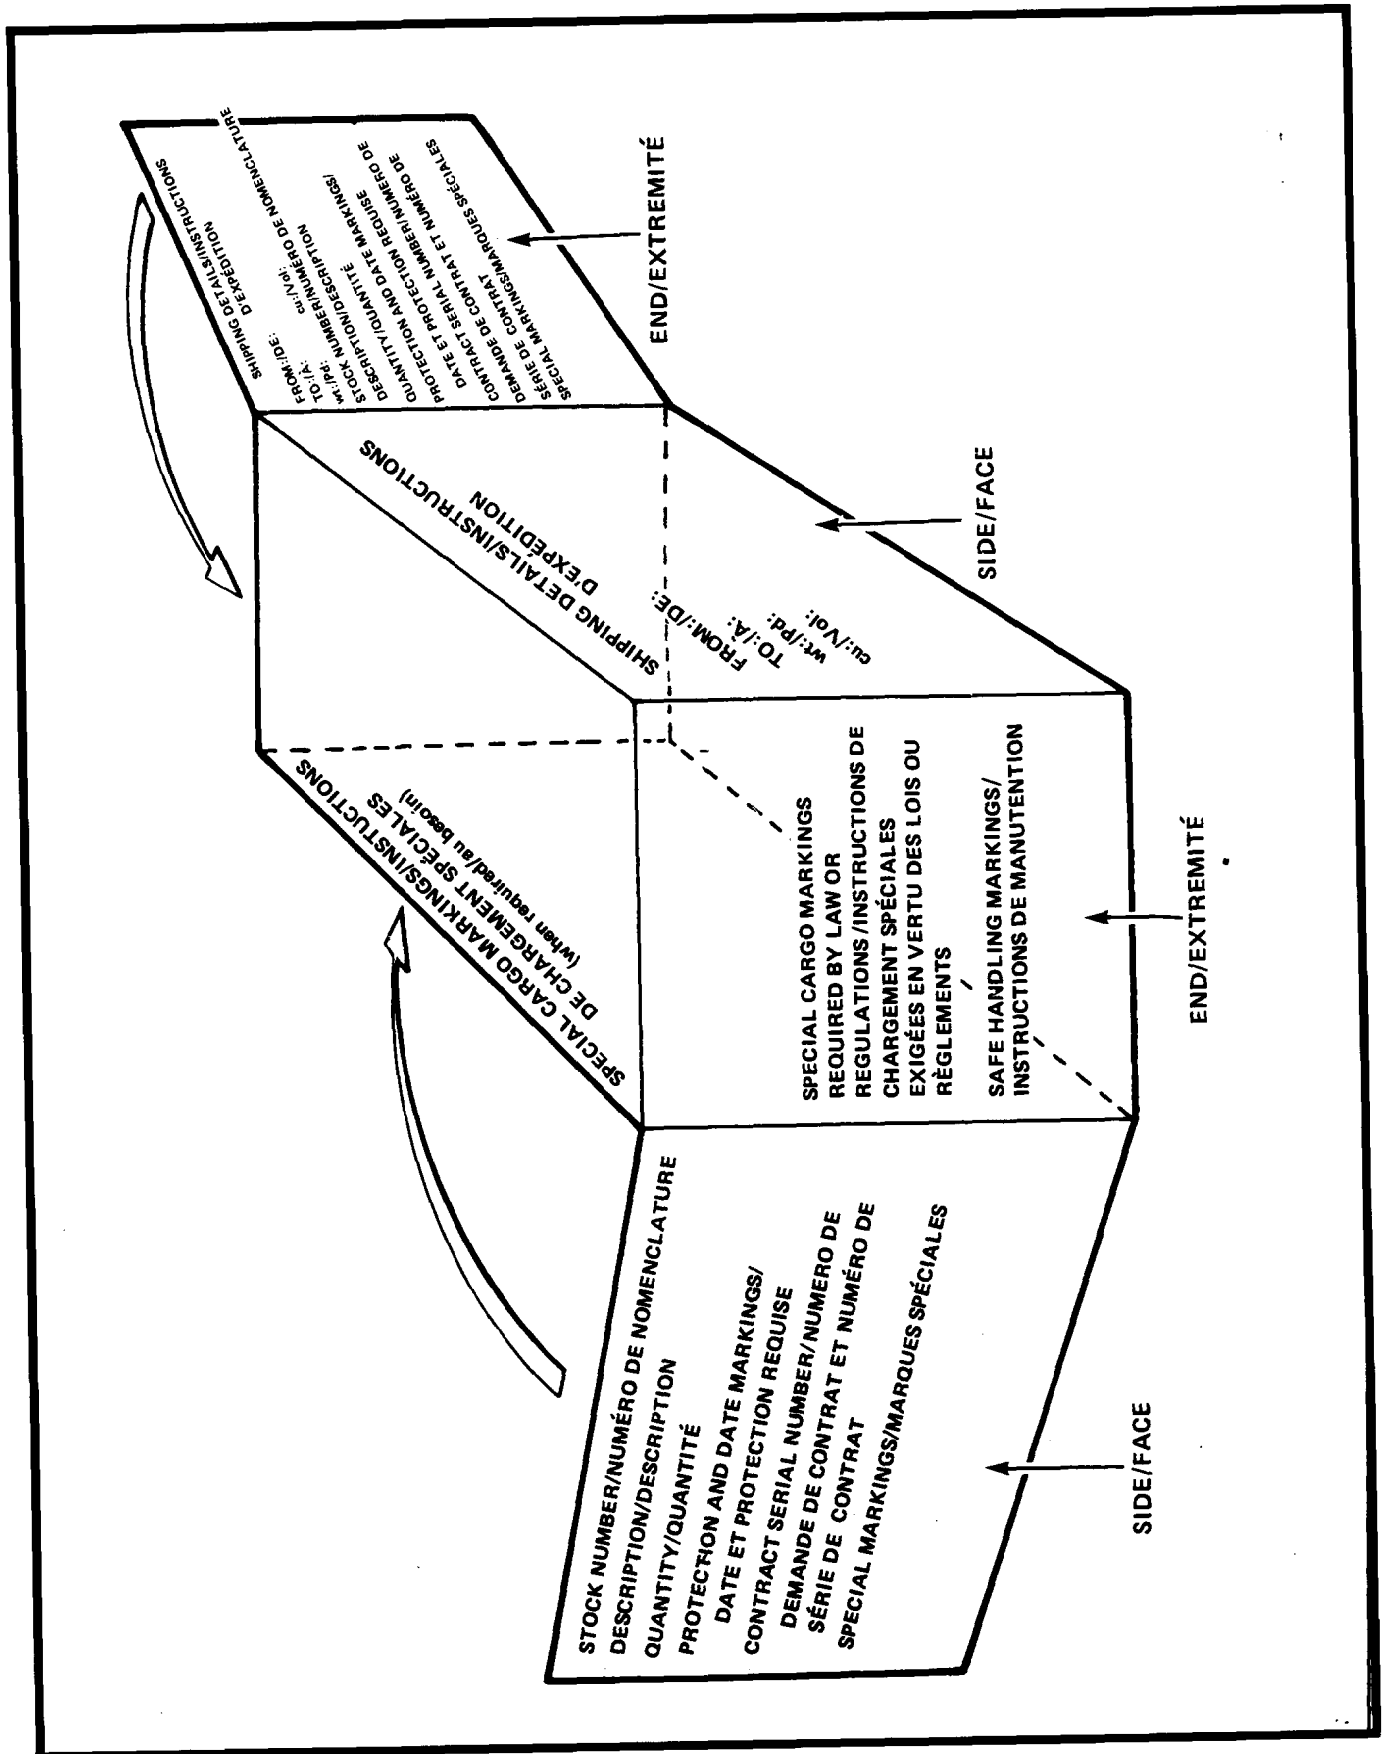 STOCK NUMBER/NUMÉRO DE NOMENCLATURE
DESCRIPTION/DESCRIPTION
QUANTITY/QUANTITÉ
PROTECTION AND DATE MARKINGS/
DATE ET PROTECTION REQUISE
CONTRACT SERIAL NUMBER/NUMERO DE
DEMANDE DE CONTRAT ET NUMÉRO DE
SÉRIE DE CONTRAT
SPECIAL MARKINGS/MARQUES SPÉCIALES
SIDE/FACE
SPECIAL CARGO MARKINGS/INSTUCTIONS
DE CHARGEMENT SPÉCIALES
(when required/au besoin)
SPECIAL CARGO MARKINGS
REQUIRED BY LAW OR
REGULATIONS/INSTRUCTIONS DE
CHARGEMENT SPÉCIALES
EXIGÉES EN VERTU DES LOIS OU
RÈGLEMENTS
SAFE HANDLING MARKINGS/
INSTRUCTIONS DE MANUTENTION
END/EXTREMITÉ
SHIPPING DETAILS/INSTRUCTIONS
D'EXPÉDITION
FROM:/DE:
TO:/À:
wt:/Pd:
cu:/Vol:
SIDE/FACE
SHIPPING DETAILS/INSTRUCTIONS
D'EXPÉDITION
FROM:/DE:
TO:/À:
wt:/Pd: cu:/Vol:
STOCK NUMBER/NUMÉRO DE NOMENCLATURE
DESCRIPTION/DESCRIPTION
QUANTITY/QUANTITÉ
PROTECTION AND DATE MARKINGS/
DATE ET PROTECTION REQUISE
CONTRACT SERIAL NUMBER/NUMERO DE
DEMANDE DE CONTRAT ET NUMÉRO DE
SÉRIE DE CONTRAT
SPECIAL MARKINGS/MARQUES SPÉCIALES
END/EXTREMITÉ